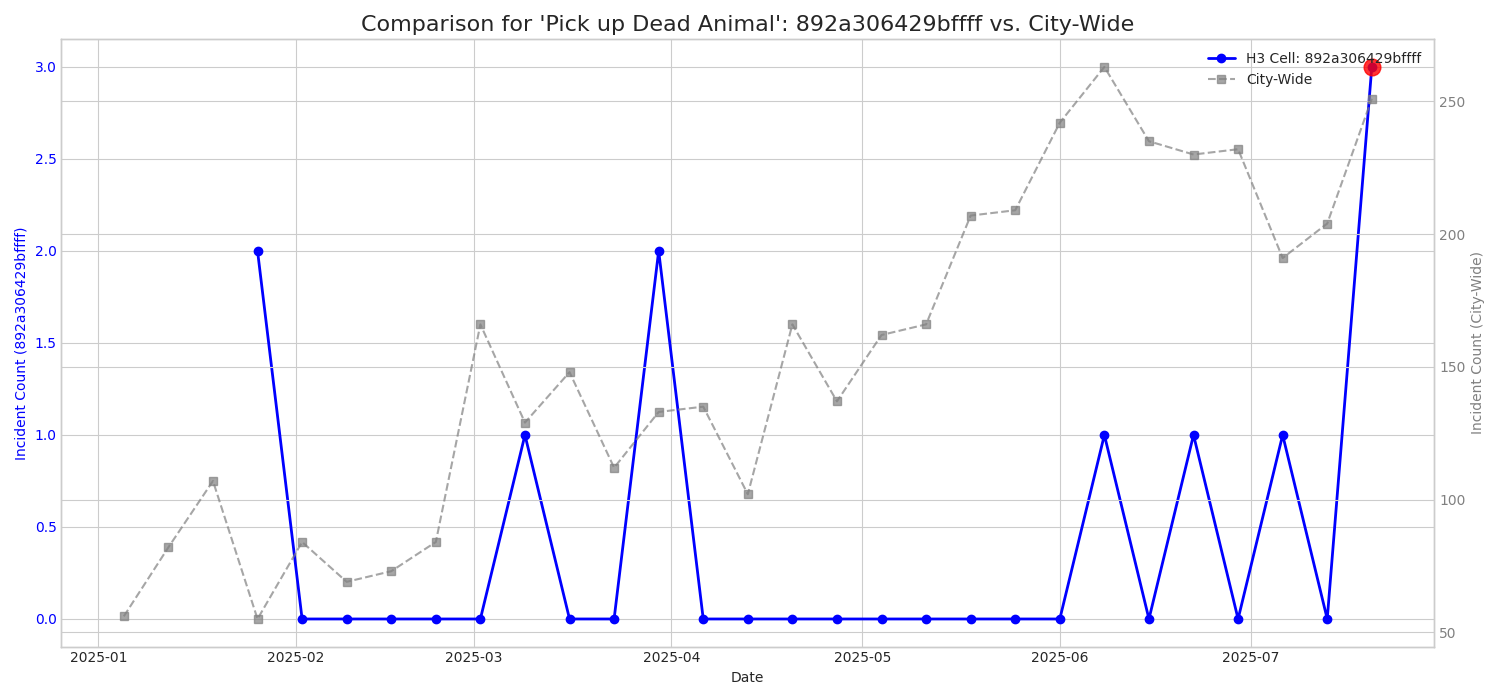 Comparison for 'Pick up Dead Animal': 892a306429bffff vs. City-Wide
H3 Cell: 892a306429bffff
City-Wide
Incident Count (892a306429bffff)
3.0
2.5
2.0
1.5
1.0
0.5
0.0
250
200
150
100
50
Incident Count (City-Wide)
2025-01 2025-02 2025-03 2025-04 2025-05 2025-06 2025-07
Date